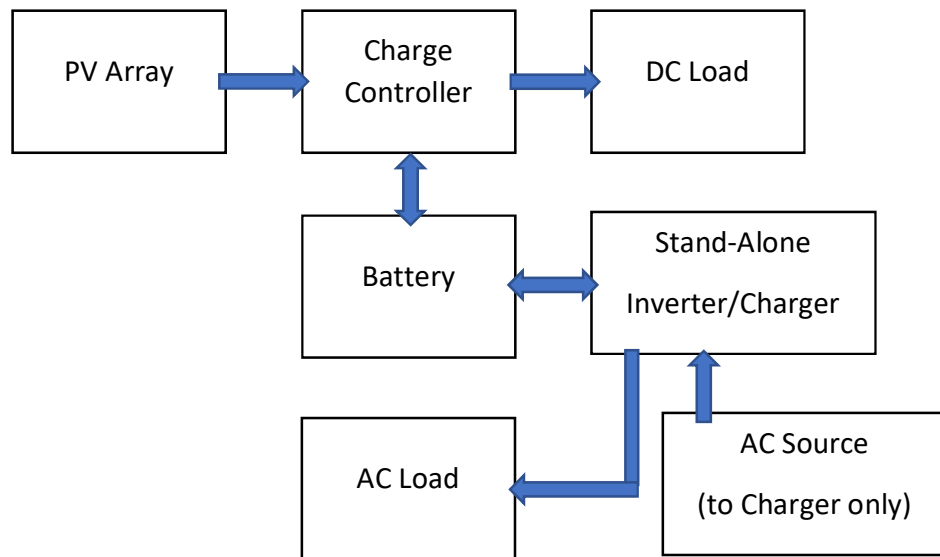 PV Array
Charge
Controller
DC Load
Battery
Stand-Alone
Inverter/Charger
AC Load
AC Source
(to Charger only)